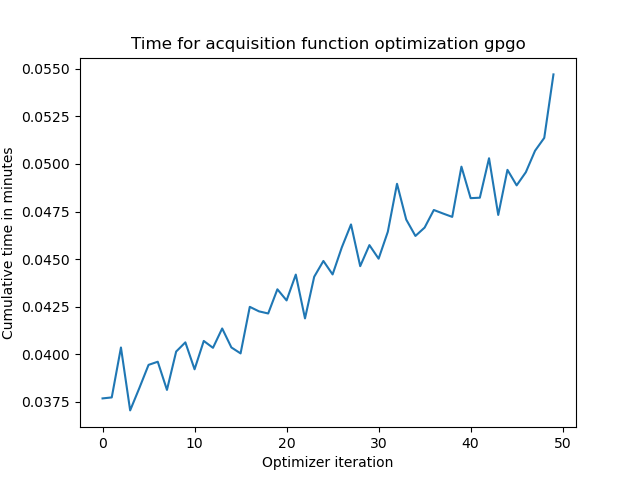 Time for acquisition function optimization gpgo
Cumulative time in minutes
0.0550
0.0525
0.0500
0.0475
0.0450
0.0425
0.0400
0.0375
0 10 20 30 40 50
Optimizer iteration